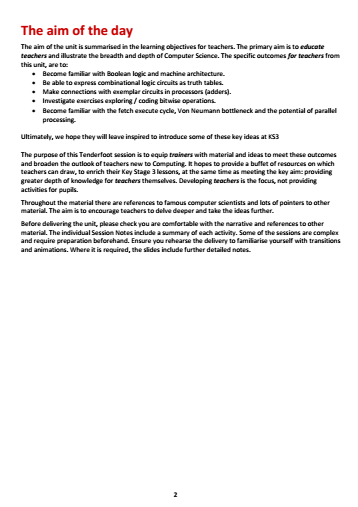 The aim of the day
The aim of the unit is summarised in the learning objectives for teachers. The primary aim is to educate
teachers and illustrate the breadth and depth of Computer Science. The specific outcomes for teachers from
this unit, are to:
• Become familiar with Boolean logic and machine architecture.
• Be able to express combinational logic circuits as truth tables.
• Make connections with exemplar circuits in processors (adders).
• Investigate exercises exploring / coding bitwise operations.
• Become familiar with the fetch execute cycle, Von Neumann bottleneck and the potential of parallel
processing.
Ultimately, we hope they will leave inspired to introduce some of these key ideas at KS3
The purpose of this Tenderfoot session is to equip trainers with material and ideas to meet these outcomes
and broaden the outlook of teachers new to Computing. It hopes to provide a buffet of resources on which
teachers can draw, to enrich their Key Stage 3 lessons, at the same time as meeting the key aim: providing
greater depth of knowledge for teachers themselves. Developing teachers is the focus, not providing
activities for pupils.
Throughout the material there are references to famous computer scientists and lots of pointers to other
material. The aim is to encourage teachers to delve deeper and take the ideas further.
Before delivering the unit, please check you are comfortable with the narrative and references to other
material. The individual Session Notes include a summary of each activity. Some of the sessions are complex
and require preparation beforehand. Ensure you rehearse the delivery to familiarise yourself with transitions
and animations. Where it is required, the slides include further detailed notes.
2